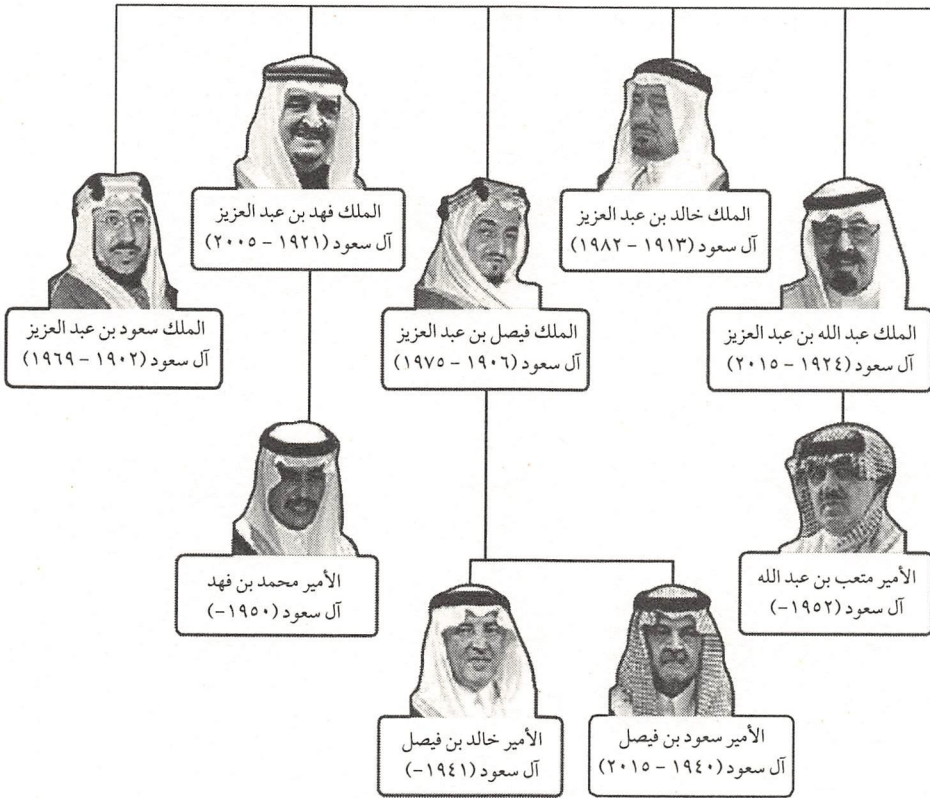 الملك خالد بن عبد العزيز
آل سعود (١٩١٣ – ١٩٨٢)
الملك فهد بن عبد العزيز
آل سعود (١٩٢١ – ٢٠٠٥)
الملك عبد الله بن عبد العزيز
آل سعود (١٩٢٤ – ٢٠١٥)
الملك فيصل بن عبد العزيز
آل سعود (١٩٠٦ – ١٩٧٥)
الملك سعود بن عبد العزيز
آل سعود (١٩٠٢ – ١٩٦٩)
الأمير متعب بن عبد الله
آل سعود (١٩٥٢–)
الأمير محمد بن فهد
آل سعود (١٩٥٠–)
الأمير سعود بن فيصل
آل سعود (١٩٤٠ – ٢٠١٥)
الأمير خالد بن فيصل
آل سعود (١٩٤١–)